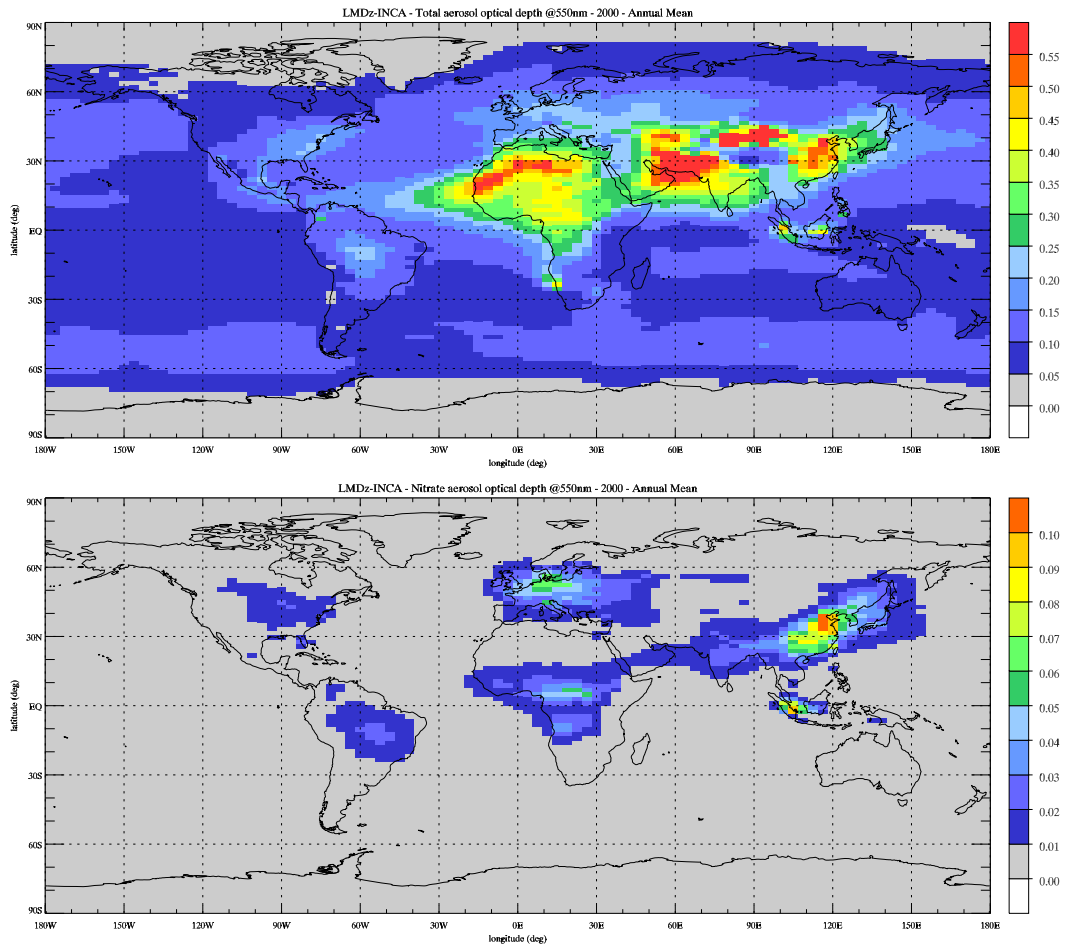 LMDz-INCA - Total aerosol optical depth @550nm - 2000 - Annual Mean
90N
60N
30N
EQ
30S
60S
90S
latitude (deg)
180W 150W 120W 90W 60W 30W 0E 30E 60E 90E 120E 150E 180E
longitude (deg)
0.55
0.50
0.45
0.40
0.35
0.30
0.25
0.20
0.15
0.10
0.05
0.00
LMDz-INCA - Nitrate aerosol optical depth @550nm - 2000 - Annual Mean
90N
60N
30N
EQ
30S
60S
90S
latitude (deg)
180W 150W 120W 90W 60W 30W 0E 30E 60E 90E 120E 150E 180E
longitude (deg)
0.10
0.09
0.08
0.07
0.06
0.05
0.04
0.03
0.02
0.01
0.00